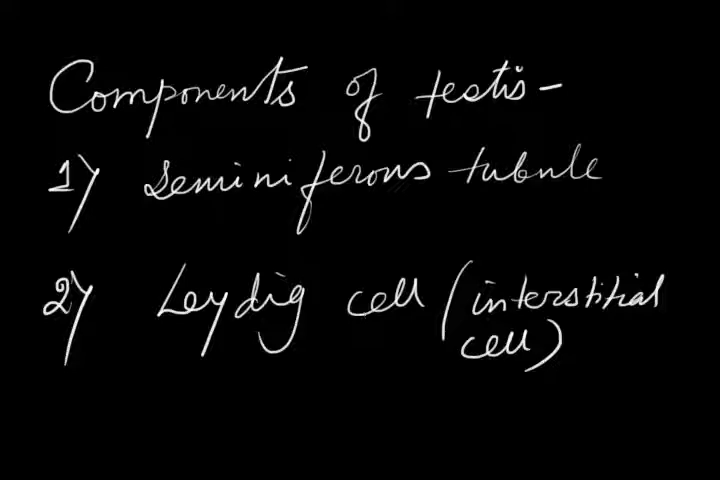 Components of testis -
1) Seminiferous tubule
2) Leydig cell (interstitial
cell)